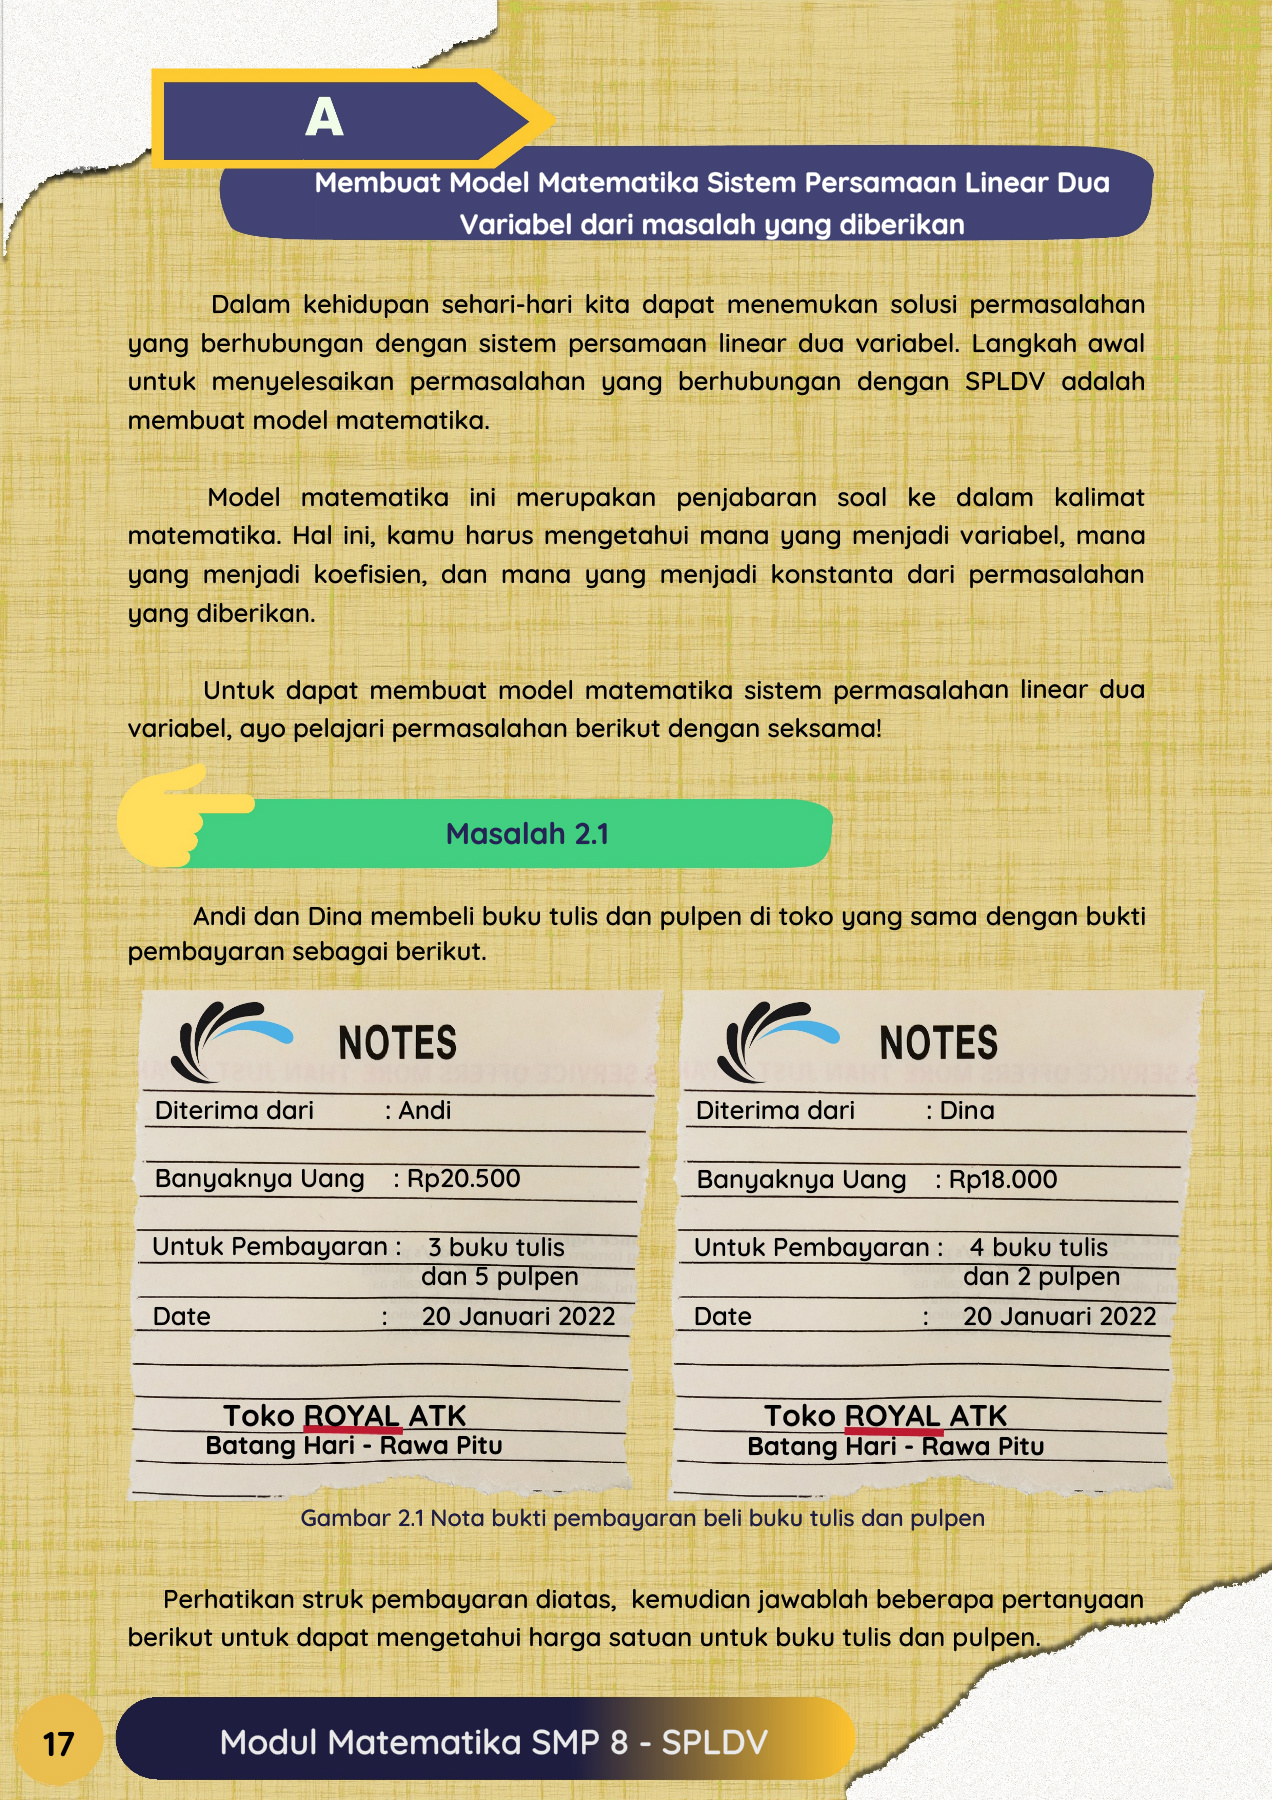 A
Membuat Model Matematika Sistem Persamaan Linear Dua
Variabel dari masalah yang diberikan
Dalam kehidupan sehari-hari kita dapat menemukan solusi permasalahan
yang berhubungan dengan sistem persamaan linear dua variabel. Langkah awal
untuk menyelesaikan permasalahan yang berhubungan dengan SPLDV adalah
membuat model matematika.
Model matematika ini merupakan penjabaran soal ke dalam kalimat
matematika. Hal ini, kamu harus mengetahui mana yang menjadi variabel, mana
yang menjadi koefisien, dan mana yang menjadi konstanta dari permasalahan
yang diberikan.
Untuk dapat membuat model matematika sistem permasalahan linear dua
variabel, ayo pelajari permasalahan berikut dengan seksama!
Masalah 2.1
Andi dan Dina membeli buku tulis dan pulpen di toko yang sama dengan bukti
pembayaran sebagai berikut.
NOTES
Diterima dari : Andi
Banyaknya Uang : Rp20.500
Untuk Pembayaran : 3 buku tulis
dan 5 pulpen
Date : 20 Januari 2022
Toko ROYAL ATK
Batang Hari - Rawa Pitu
NOTES
Diterima dari : Dina
Banyaknya Uang : Rp18.000
Untuk Pembayaran : 4 buku tulis
dan 2 pulpen
Date : 20 Januari 2022
Toko ROYAL ATK
Batang Hari - Rawa Pitu
Gambar 2.1 Nota bukti pembayaran beli buku tulis dan pulpen
Perhatikan struk pembayaran diatas, kemudian jawablah beberapa pertanyaan
berikut untuk dapat mengetahui harga satuan untuk buku tulis dan pulpen.
17
Modul Matematika SMP 8 - SPLDV